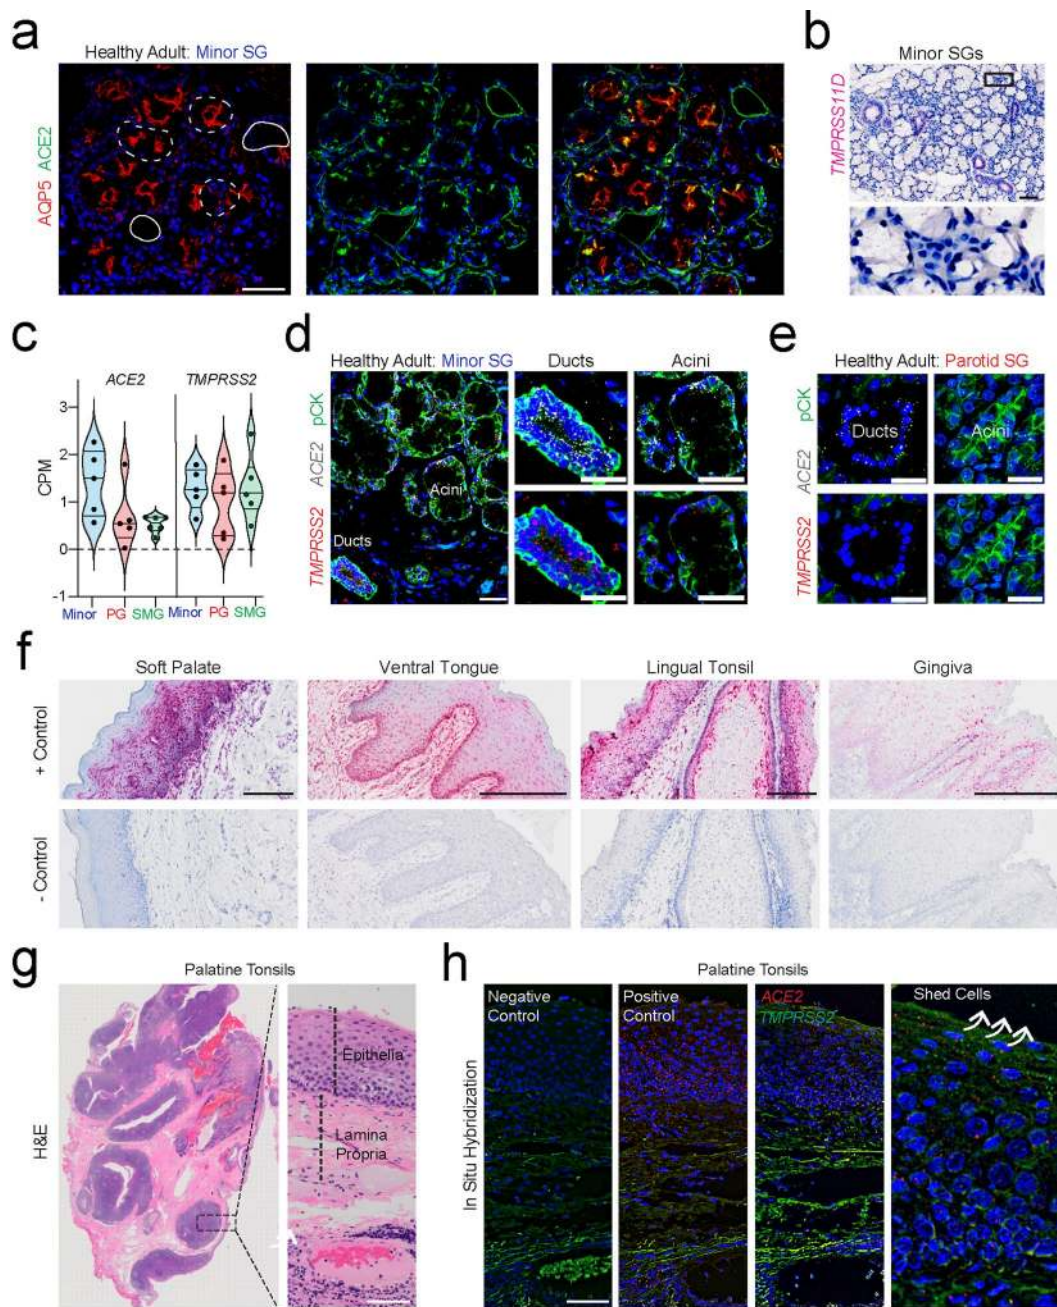 a
Healthy Adult: Minor SG
AQP5 ACE2
b
Minor SGs
TMPRSS11D
c
ACE2 TMPRSS2
CPM
3
2
1
0
-1
Minor PG SMG Minor PG SMG
d
Healthy Adult: Minor SG Ducts Acini
TMPRSS2 ACE2 pCK
Acini
Ducts
e
Healthy Adult: Parotid SG
TMPRSS2 ACE2 pCK
Ducts Acini
f
Soft Palate Ventral Tongue Lingual Tonsil Gingiva
+ Control
- Control
g
Palatine Tonsils
H&E
Epithelia
Lamina
Propria
h
Palatine Tonsils
In Situ Hybridization
Negative
Control
Positive
Control
ACE2
TMPRSS2
Shed Cells